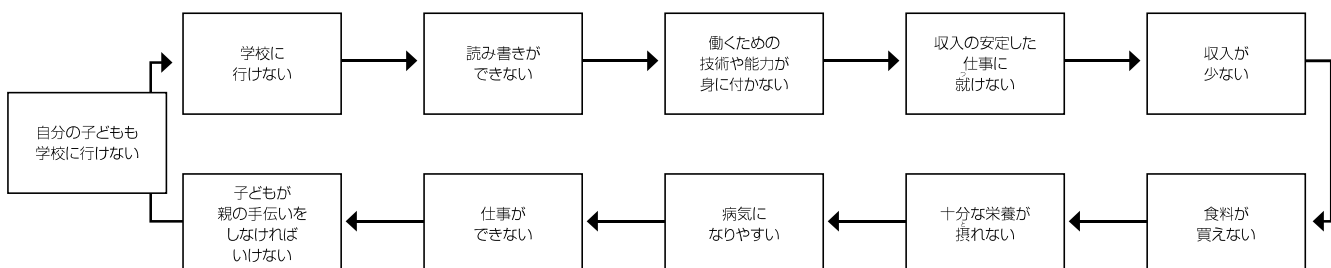 学校に
行けない
読み書きが
できない
働くための
技術や能力が
身に付かない
収入の安定した
仕事に
就けない
っ
収入が
少ない
食料が
買えない
十分な栄養が
摂れない
と
病気に
なりやすい
仕事が
できない
子どもが
親の手伝いを
しなければ
いけない
自分の子どもも
学校に行けない